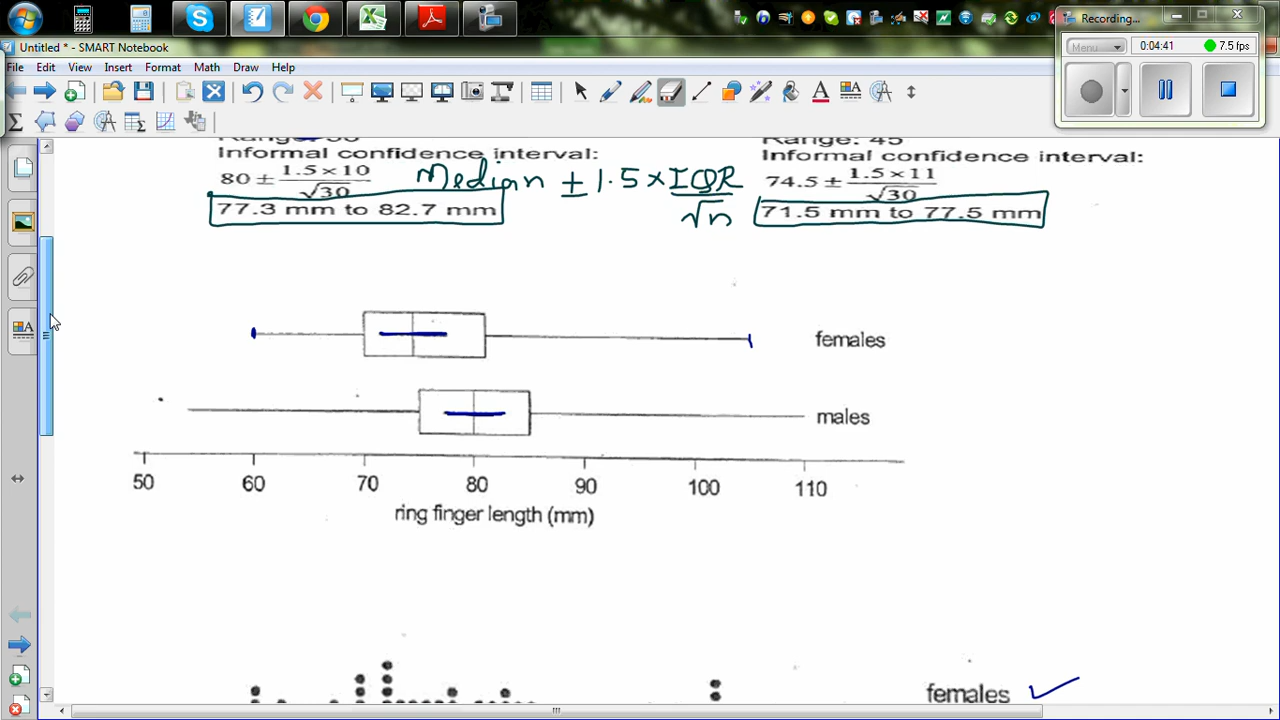 Recording...
Untitled * - SMART Notebook
Menu
0:04:41
7.5 fps
File Edit View Insert Format Math Draw Help
Range: 45
Informal confidence interval:
80 ± 1.5 × 10
√30
77.3 mm to 82.7 mm
Median ± 1.5 × IQR
√n
Informal confidence interval:
74.5 ± 1.5 × 11
√30
71.5 mm to 77.5 mm
females
males
50 60 70 80 90 100 110
ring finger length (mm)
females